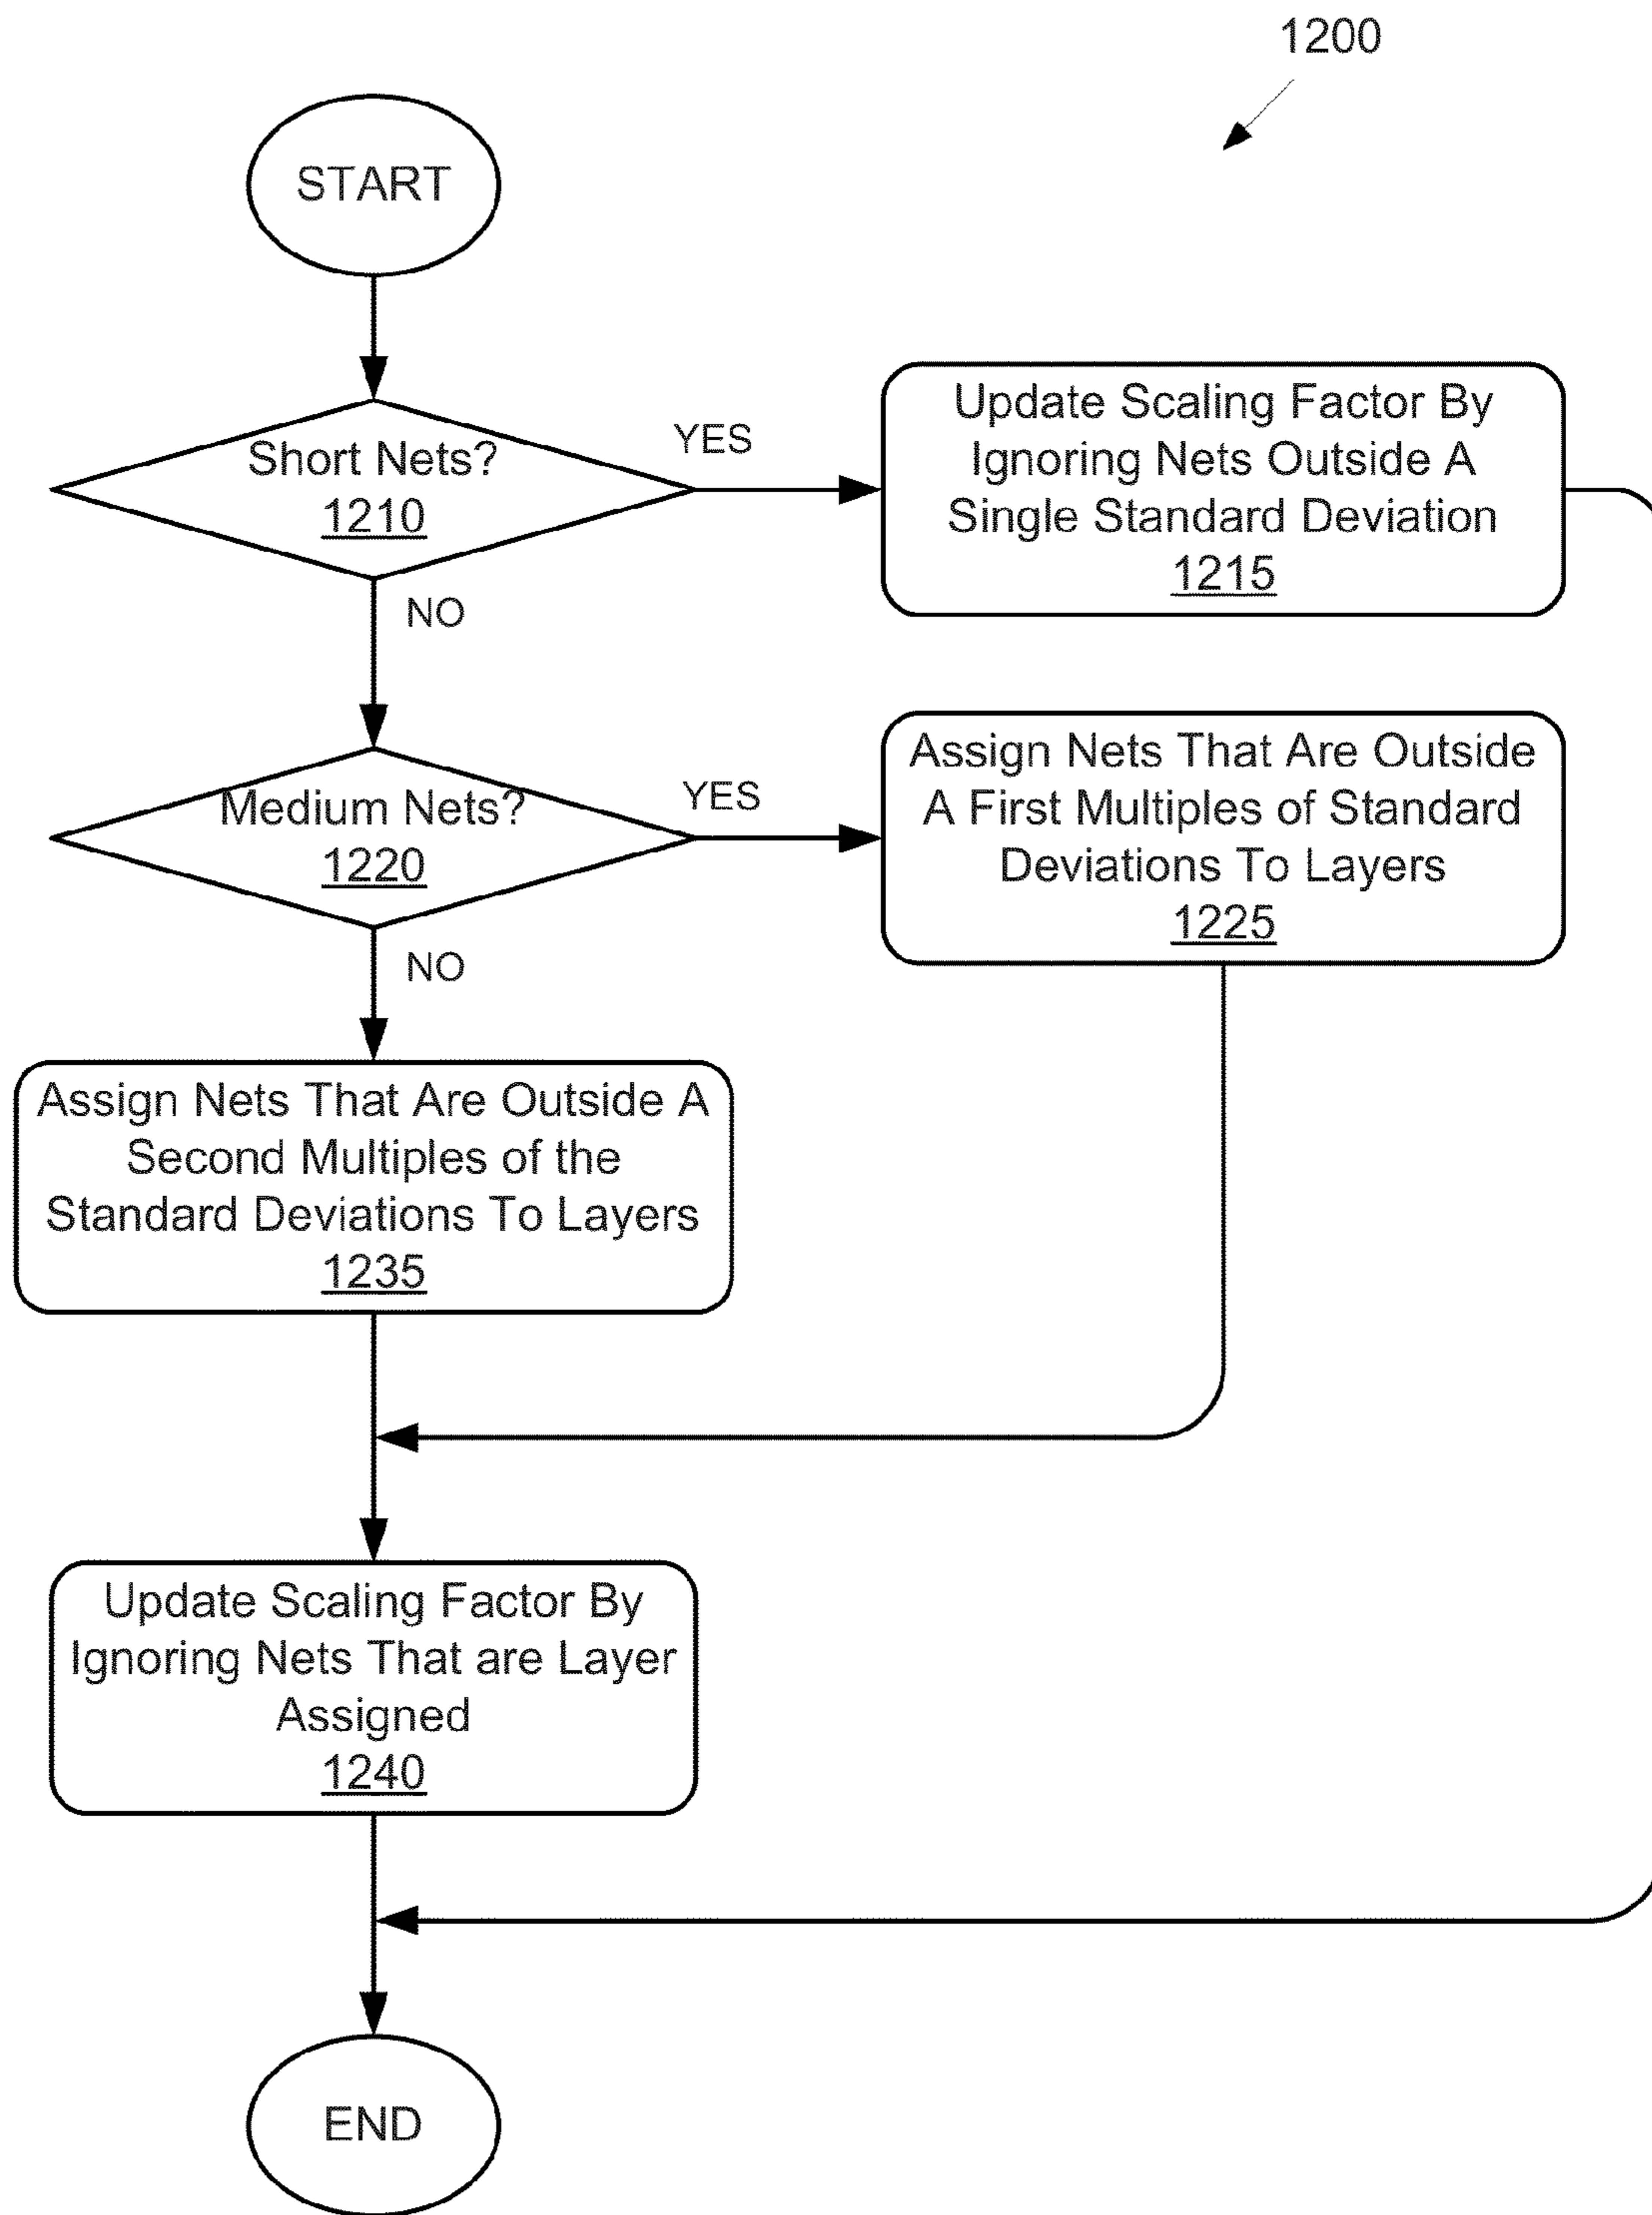 1200
START
Short Nets?
1210
YES
NO
Update Scaling Factor By
Ignoring Nets Outside A
Single Standard Deviation
1215
Medium Nets?
1220
YES
NO
Assign Nets That Are Outside
A First Multiples of Standard
Deviations To Layers
1225
Assign Nets That Are Outside A
Second Multiples of the
Standard Deviations To Layers
1235
Update Scaling Factor By
Ignoring Nets That are Layer
Assigned
1240
END